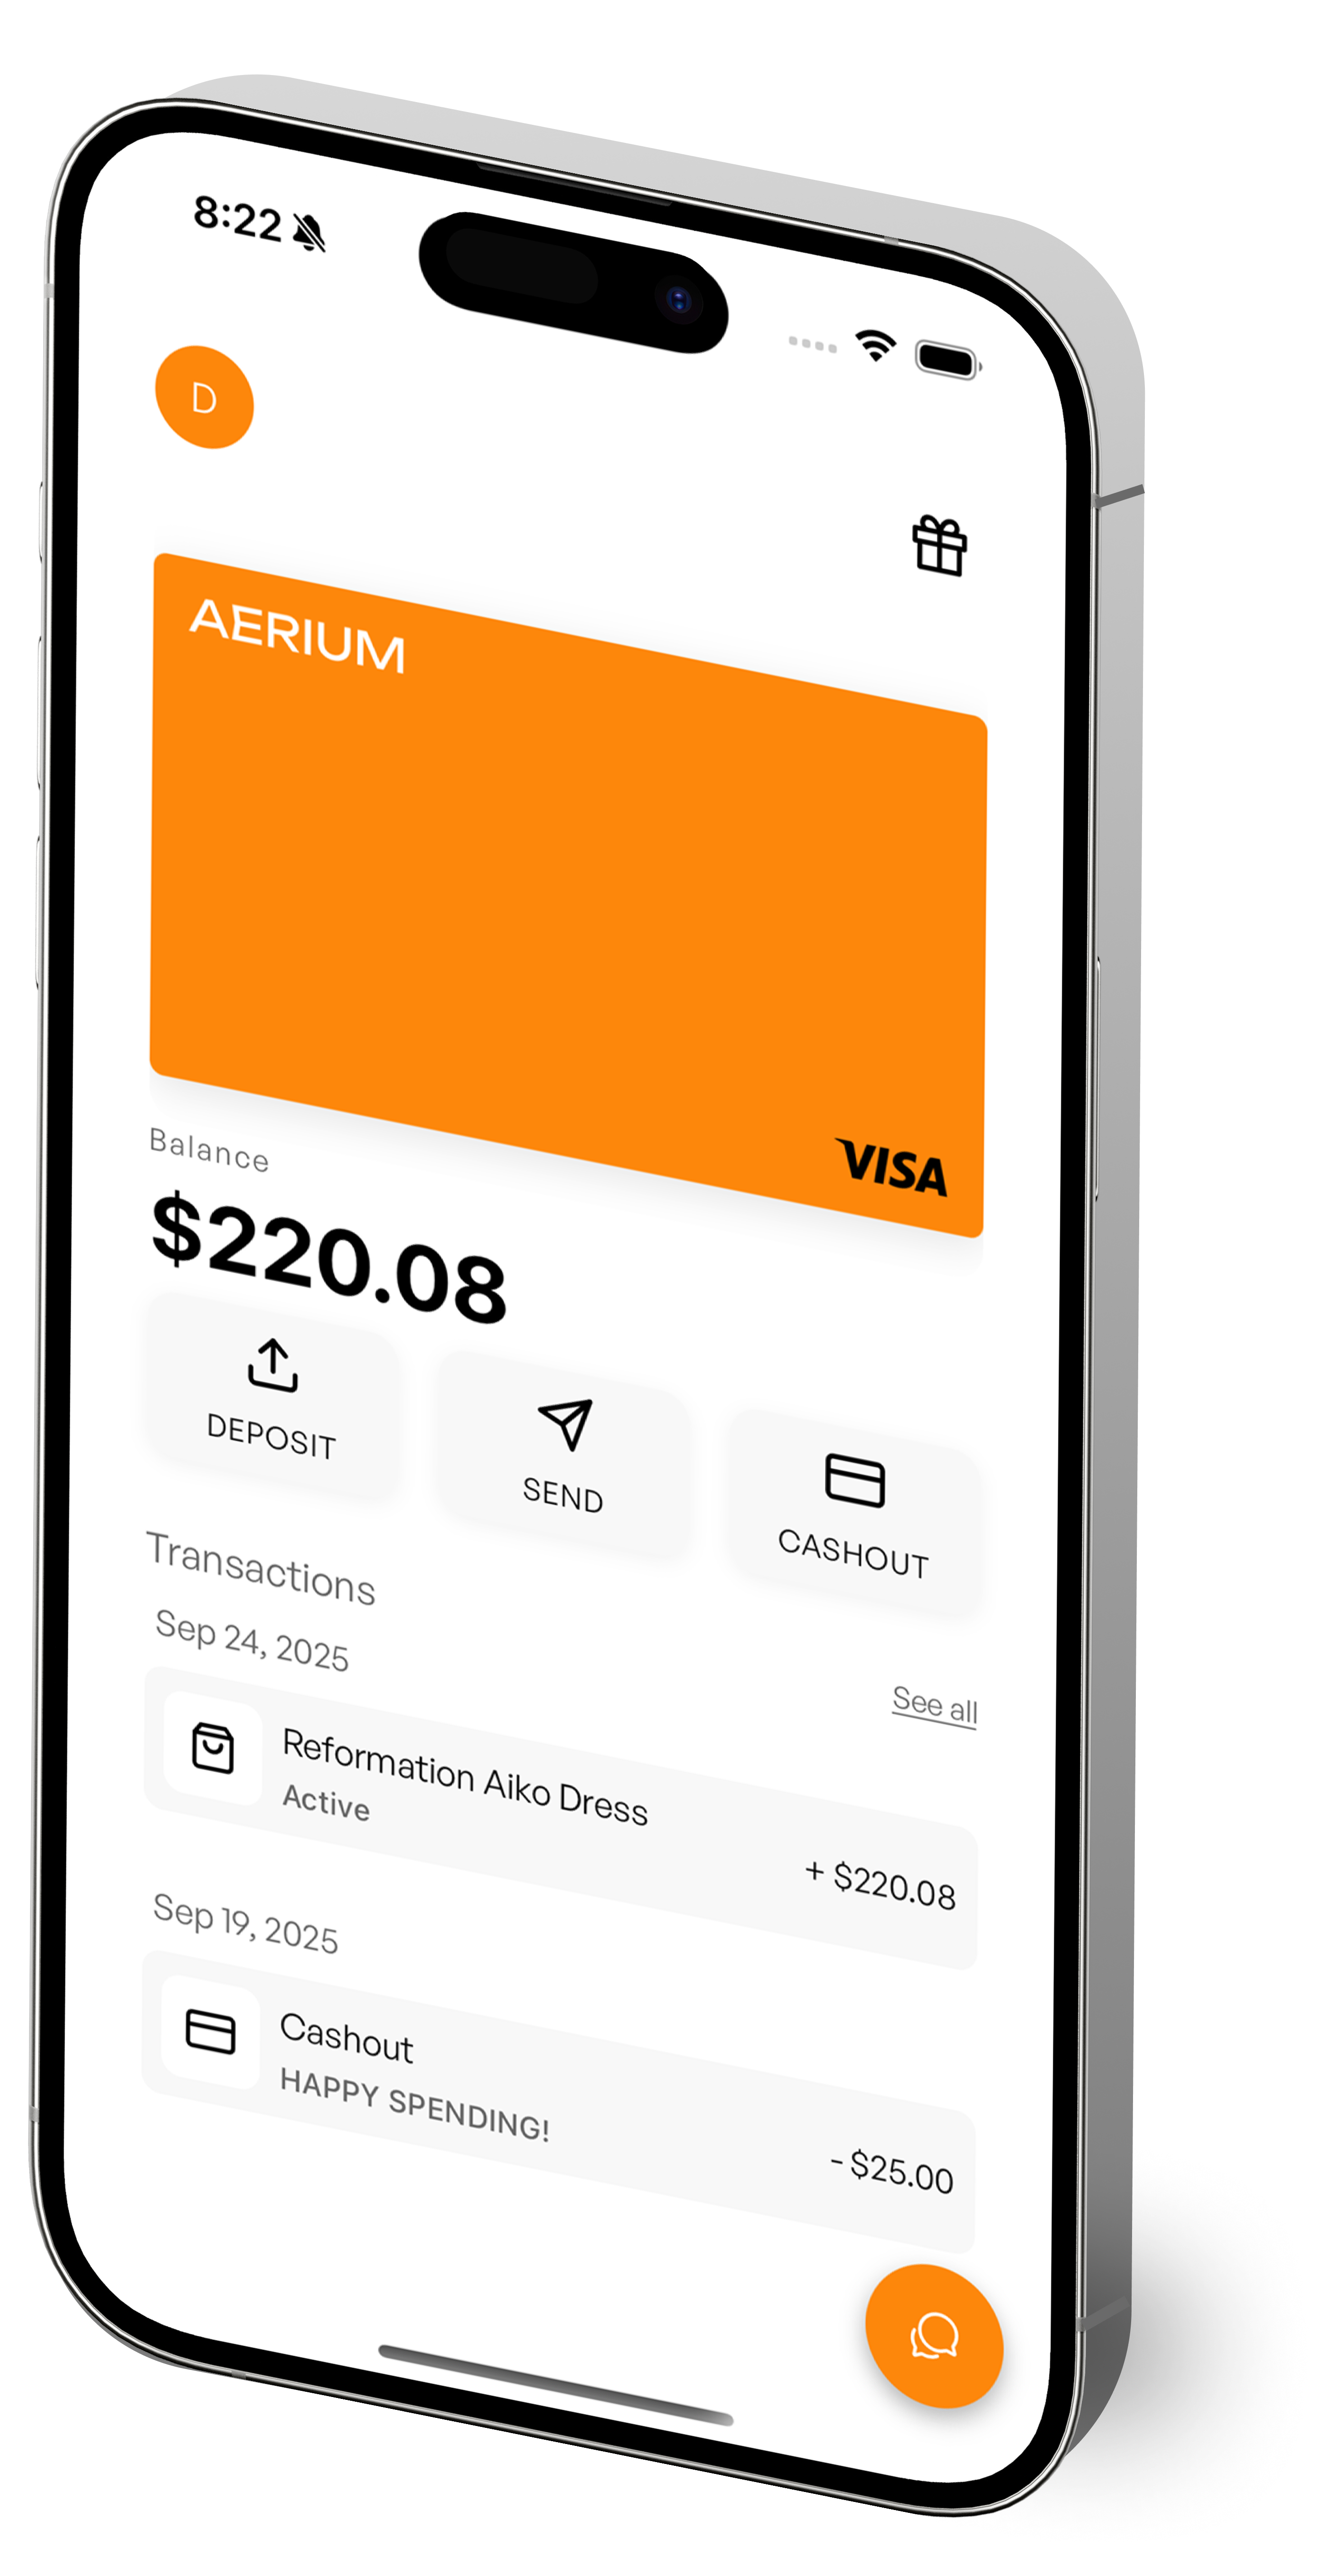 8:22
D
AERIUM
VISA
Balance
$220.08
DEPOSIT
SEND
CASHOUT
Transactions
Sep 24, 2025
See all
Reformation Aiko Dress
Active
+ $220.08
Sep 19, 2025
Cashout
HAPPY SPENDING!
- $25.00